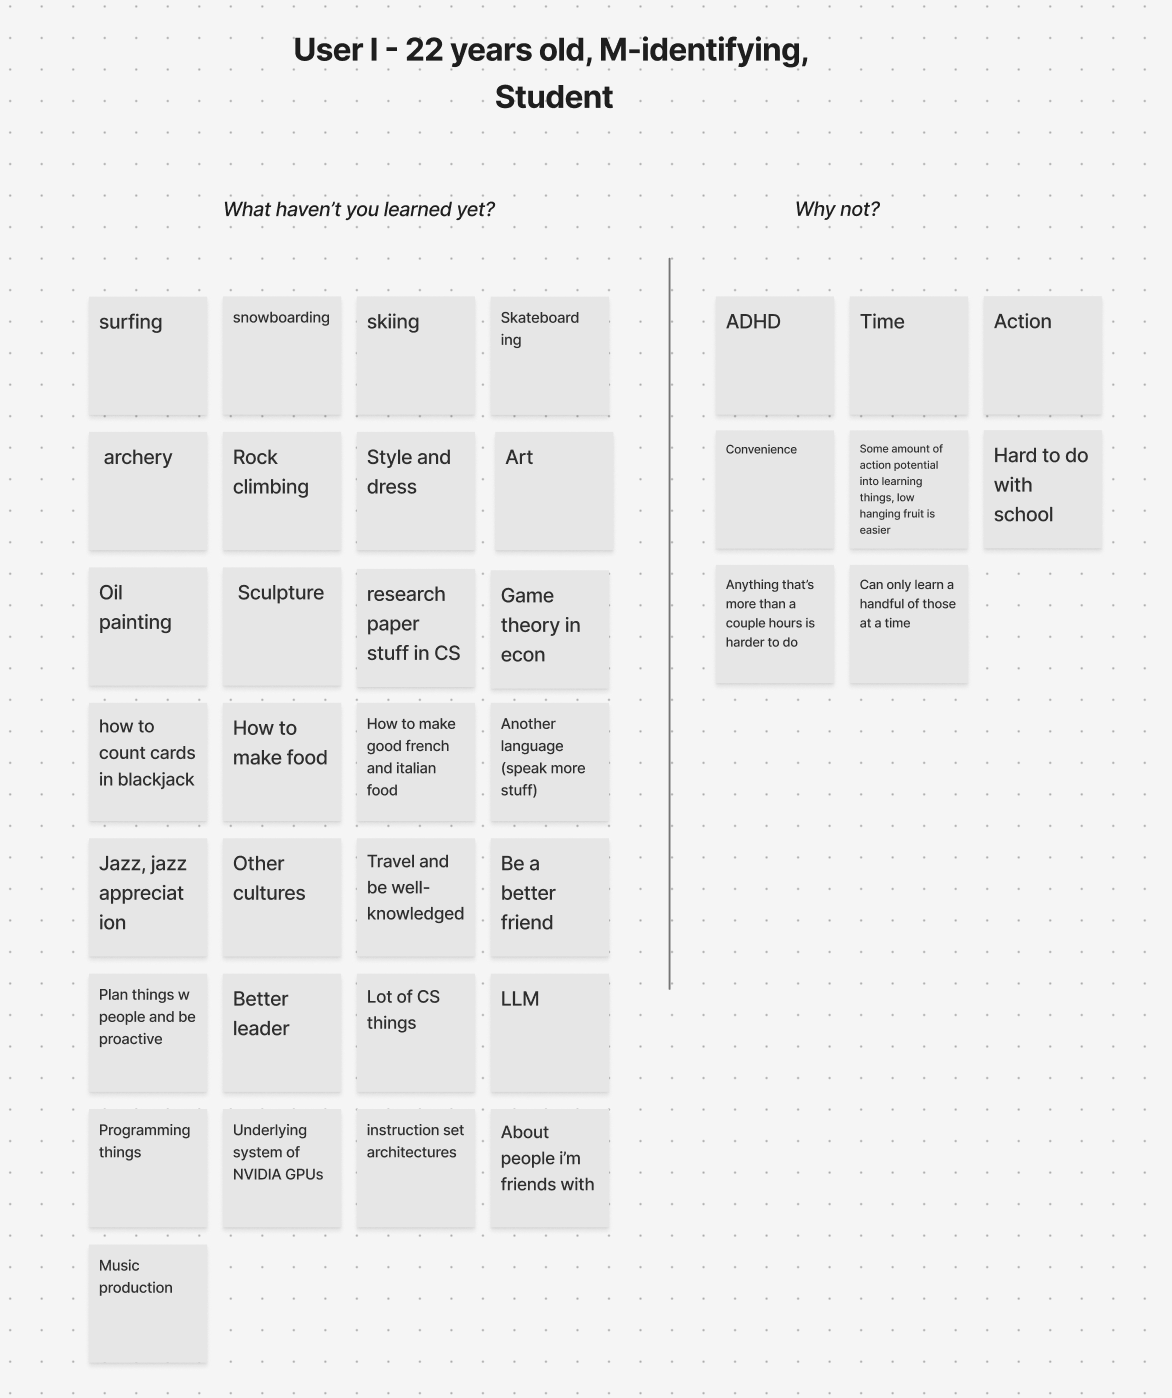 User I - 22 years old, M-identifying,
Student
What haven't you learned yet?
surfing
snowboarding
skiing
Skateboard
ing
archery
Rock
climbing
Style and
dress
Art
Oil
painting
Sculpture
research
paper
stuff in CS
Game
theory in
econ
how to
count cards
in blackjack
How to
make food
How to make
good french
and italian
food
Another
language
(speak more
stuff)
Jazz, jazz
appreciat
ion
Other
cultures
Travel and
be well-
knowledged
Be a
better
friend
Plan things w
people and be
proactive
Better
leader
Lot of CS
things
LLM
Programming
things
Underlying
system of
NVIDIA GPUs
instruction set
architectures
About
people i'm
friends with
Music
production
Why not?
ADHD
Time
Action
Convenience
Some amount of
action potential
into learning
things, low
hanging fruit is
easier
Hard to do
with
school
Anything that's
more than a
couple hours is
harder to do
Can only learn a
handful of those
at a time